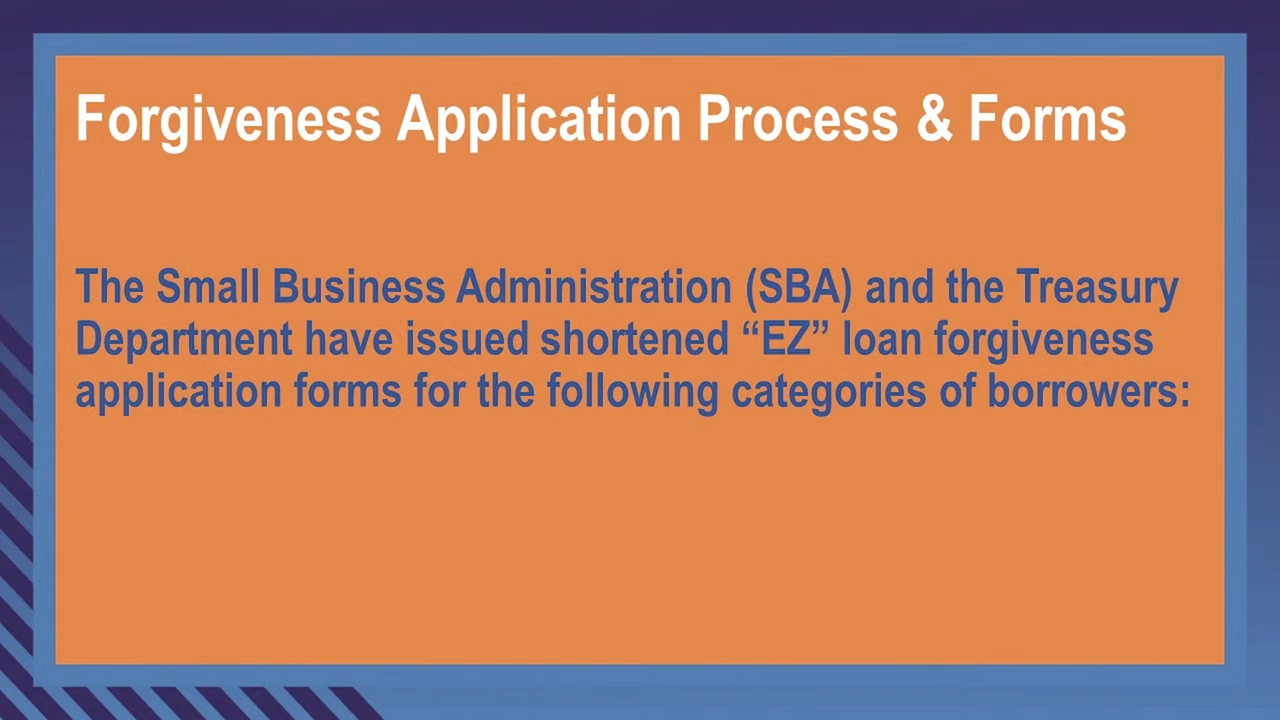 Forgiveness Application Process & Forms
The Small Business Administration (SBA) and the Treasury
Department have issued shortened “EZ” loan forgiveness
application forms for the following categories of borrowers: